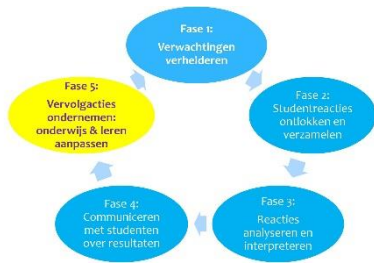 Fase 1:
Verwachtingen
verhelderen
Fase 2:
Studentreacties
ontlokken en
verzamelen
Fase 3:
Reacties
analyseren en
interpreteren
Fase 4:
Communiceren
met studenten
over resultaten
Fase 5:
Vervolgacties
ondernemen:
onderwijs & leren
aanpassen